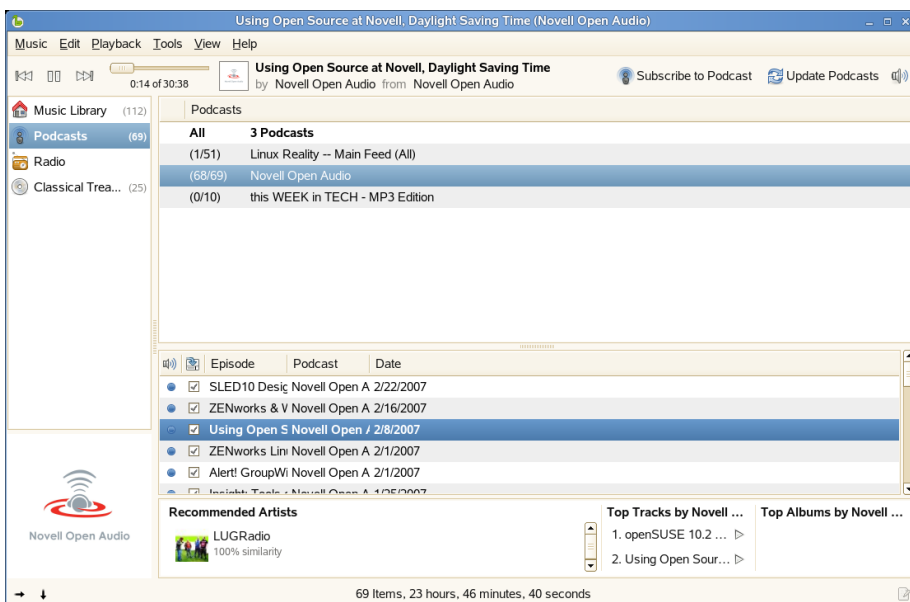 Using Open Source at Novell, Daylight Saving Time (Novell Open Audio)
Music Edit Playback Tools View Help
0:14 of 30:38
Using Open Source at Novell, Daylight Saving Time
by Novell Open Audio from Novell Open Audio
Subscribe to Podcast
Update Podcasts
Music Library (112)
Podcasts (69)
Radio
Classical Trea... (25)
Podcasts
All 3 Podcasts
(1/51) Linux Reality -- Main Feed (All)
(68/69) Novell Open Audio
(0/10) this WEEK in TECH - MP3 Edition
Episode Podcast Date
SLED10 Desig Novell Open A 2/22/2007
ZENworks & V Novell Open A 2/16/2007
Using Open S Novell Open A 2/8/2007
ZENworks Lin Novell Open A 2/1/2007
Alert! GroupWi Novell Open A 2/1/2007
Insight: Tools Novell Open A 1/25/2007
Novell Open Audio
Recommended Artists
LUGRadio
100% similarity
Top Tracks by Novell ...
1. openSUSE 10.2 ...
2. Using Open Sour...
Top Albums by Novell ...
69 Items, 23 hours, 46 minutes, 40 seconds